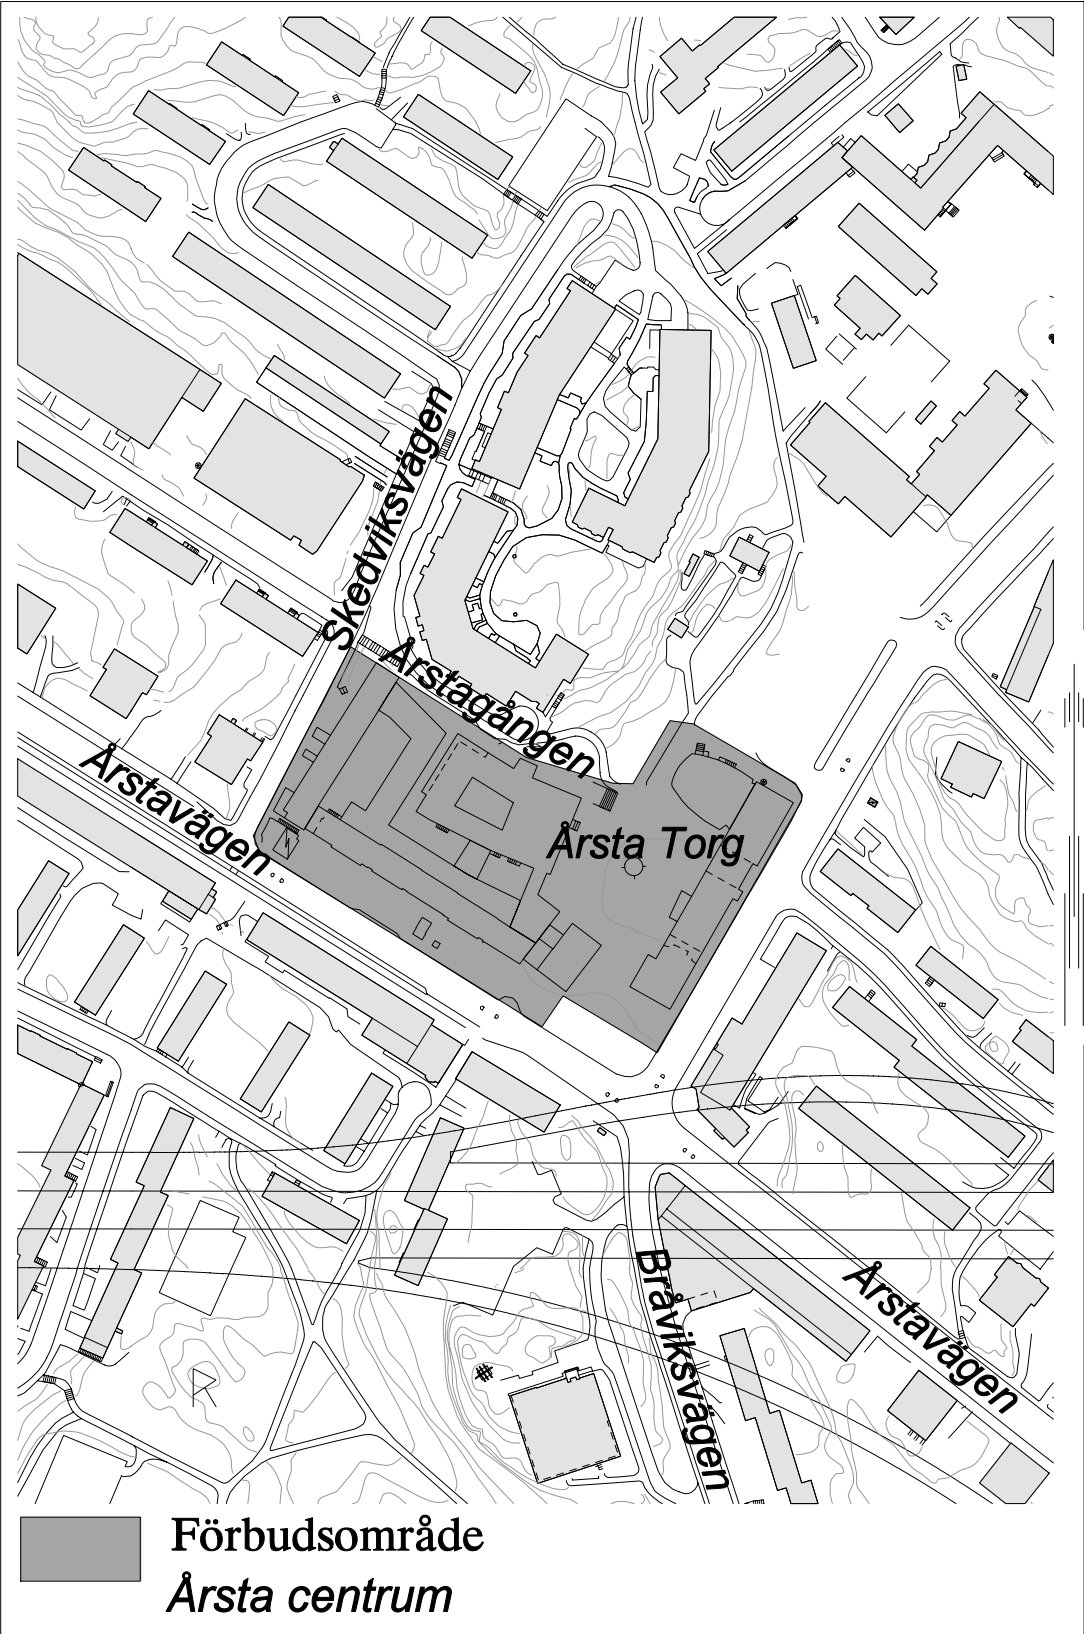 Skedviksvägen
Årstagången
Årstavägen
Årsta Torg
Bråviksvägen
Årstavägen
R
Förbudsområde
Årsta centrum